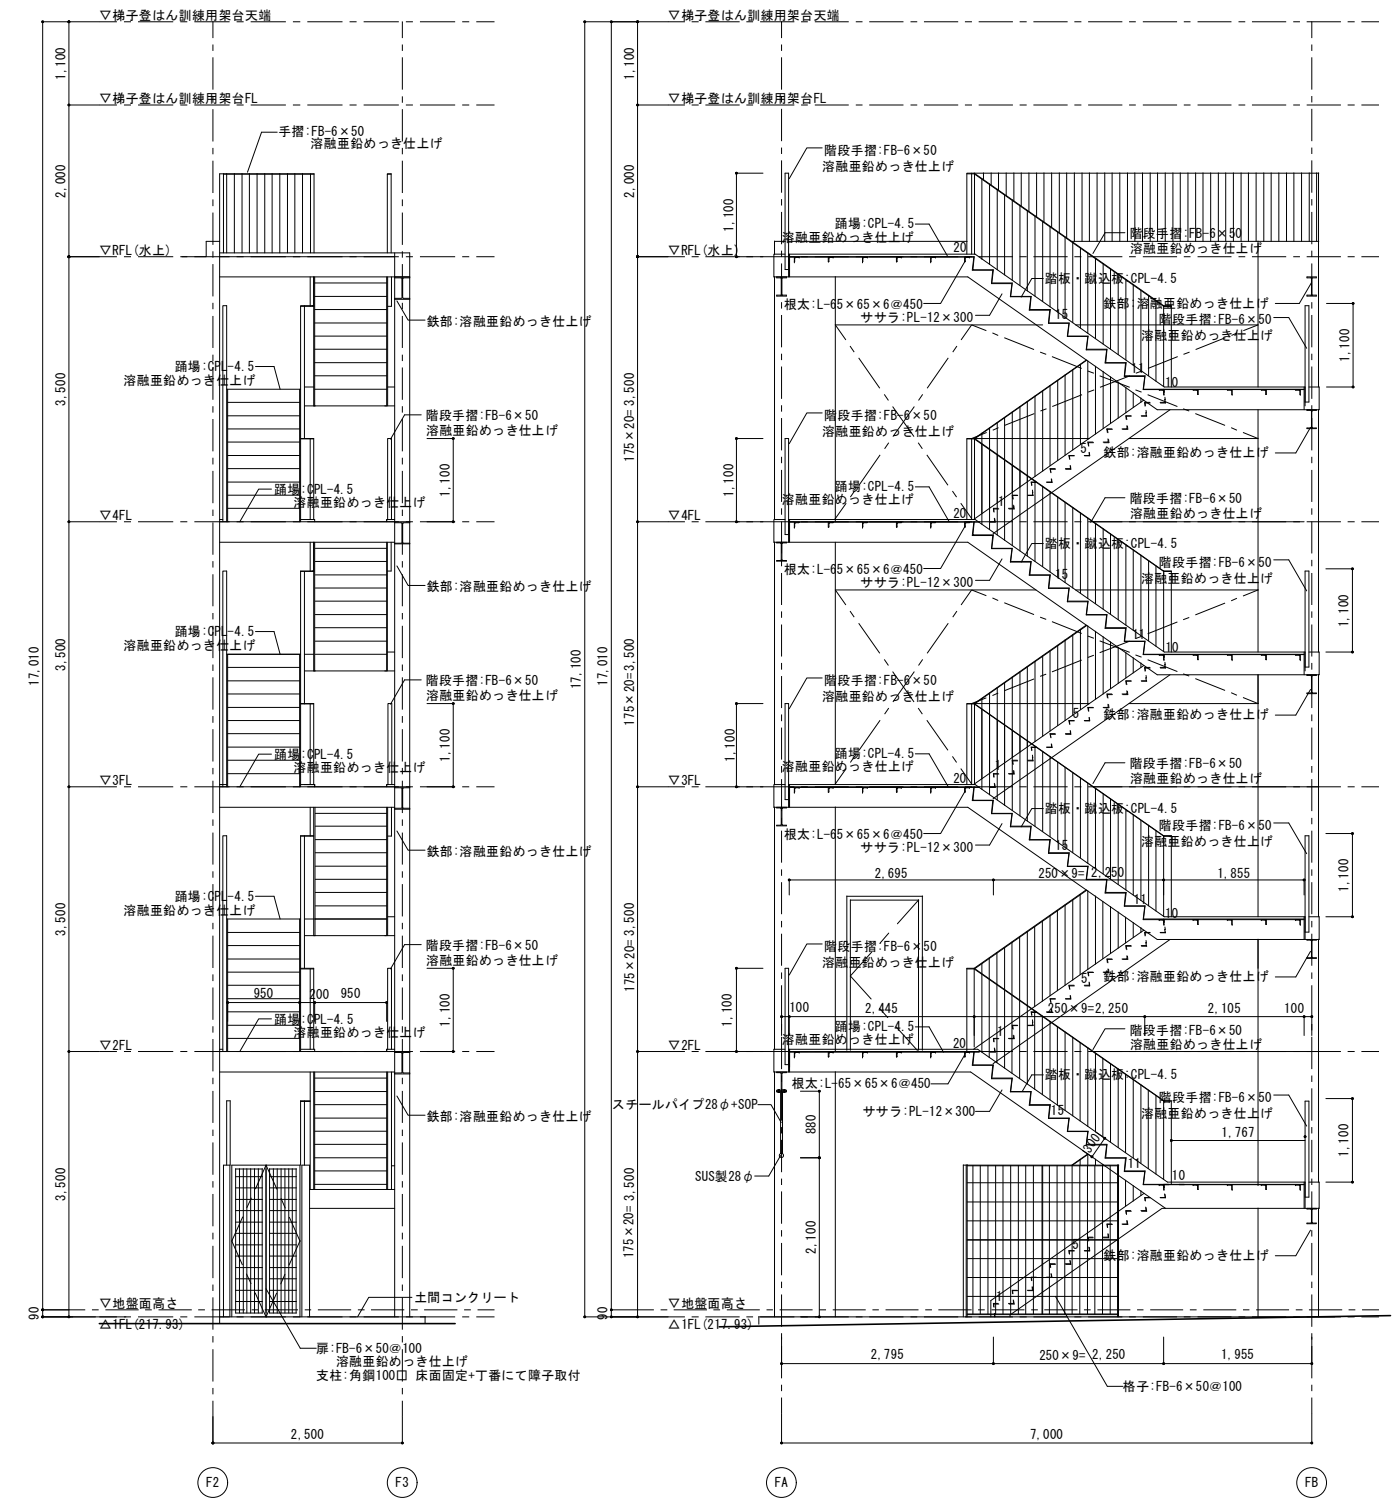 ▽梯子登はん訓練用架台天端
1,100
▽梯子登はん訓練用架台FL
手摺:FB-6×50
溶融亜鉛めっき仕上げ
2,000
▽RFL(水上)
鉄部:溶融亜鉛めっき仕上げ
踊場:CPL-4.5
溶融亜鉛めっき仕上げ
3,500
階段手摺:FB-6×50
溶融亜鉛めっき仕上げ
1,100
踊場:CPL-4.5
溶融亜鉛めっき仕上げ
▽4FL
鉄部:溶融亜鉛めっき仕上げ
踊場:CPL-4.5
溶融亜鉛めっき仕上げ
17,010
3,500
階段手摺:FB-6×50
溶融亜鉛めっき仕上げ
1,100
踊場:CPL-4.5
溶融亜鉛めっき仕上げ
▽3FL
鉄部:溶融亜鉛めっき仕上げ
踊場:CPL-4.5
溶融亜鉛めっき仕上げ
3,500
階段手摺:FB-6×50
溶融亜鉛めっき仕上げ
950 200 950
1,100
踊場:CPL-4.5
溶融亜鉛めっき仕上げ
▽2FL
鉄部:溶融亜鉛めっき仕上げ
3,500
▽地盤面高さ
土間コンクリート
90
△1FL(217.93)
扉:FB-6×50@100
溶融亜鉛めっき仕上げ
支柱:角鋼100口 床面固定+丁番にて障子取付
2,500
F2
F3
▽梯子登はん訓練用架台天端
1,100
▽梯子登はん訓練用架台FL
階段手摺:FB-6×50
溶融亜鉛めっき仕上げ
2,000
1,100
踊場:CPL-4.5
溶融亜鉛めっき仕上げ
20
階段手摺:FB-6×50
溶融亜鉛めっき仕上げ
▽RFL(水上)
踏板・蹴込板:CPL-4.5
根太:L-65×65×6@450
ササラ:PL-12×300
15
鉄部:溶融亜鉛めっき仕上げ
階段手摺:FB-6×50
溶融亜鉛めっき仕上げ
1,100
11
10
175×20=3,500
階段手摺:FB-6×50
溶融亜鉛めっき仕上げ
5
鉄部:溶融亜鉛めっき仕上げ
1,100
踊場:CPL-4.5
溶融亜鉛めっき仕上げ
1
階段手摺:FB-6×50
溶融亜鉛めっき仕上げ
20
▽4FL
踏板・蹴込板:CPL-4.5
根太:L-65×65×6@450
ササラ:PL-12×300
15
階段手摺:FB-6×50
溶融亜鉛めっき仕上げ
1,100
11
10
17,100
17,010
175×20=3,500
階段手摺:FB-6×50
溶融亜鉛めっき仕上げ
5
鉄部:溶融亜鉛めっき仕上げ
1,100
踊場:CPL-4.5
溶融亜鉛めっき仕上げ
1
階段手摺:FB-6×50
溶融亜鉛めっき仕上げ
20
▽3FL
踏板・蹴込板:CPL-4.5
根太:L-65×65×6@450
ササラ:PL-12×300
15
階段手摺:FB-6×50
溶融亜鉛めっき仕上げ
1,100
2,695
250×9=2,250
1,855
11
10
175×20=3,500
階段手摺:FB-6×50
溶融亜鉛めっき仕上げ
5
鉄部:溶融亜鉛めっき仕上げ
1,100
100
2,445
250×9=2,250
2,105
100
踊場:CPL-4.5
溶融亜鉛めっき仕上げ
1
階段手摺:FB-6×50
溶融亜鉛めっき仕上げ
20
▽2FL
踏板・蹴込板:CPL-4.5
根太:L-65×65×6@450
ササラ:PL-12×300
スチールパイプ28φ+SOP
880
15
階段手摺:FB-6×50
溶融亜鉛めっき仕上げ
1,767
1,100
300
11
10
SUS製28φ
175×20=3,500
2,100
5
鉄部:溶融亜鉛めっき仕上げ
1
▽地盤面高さ
90
△1FL(217.93)
2,795
250×9=2,250
1,955
格子:FB-6×50@100
7,000
FA
FB